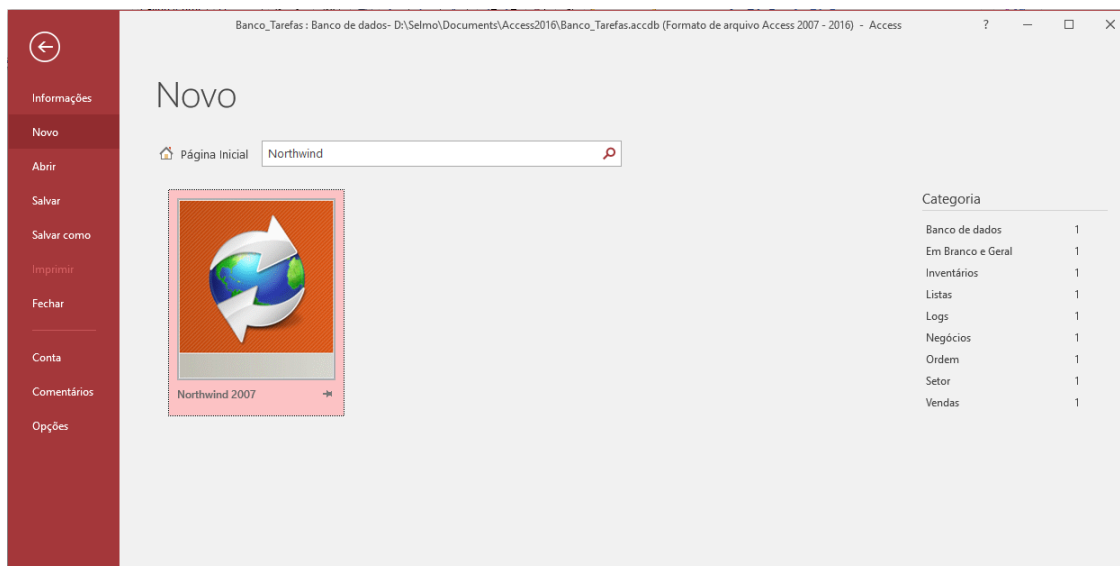 Banco_Tarefas : Banco de dados- D:\Selmo\Documents\Access2016\Banco_Tarefas.accdb (Formato de arquivo Access 2007 - 2016) - Access
?
Informações
Novo
Abrir
Salvar
Salvar como
Imprimir
Fechar
Conta
Comentários
Opções
Novo
Página Inicial
Northwind
Northwind 2007
Categoria
Banco de dados 1
Em Branco e Geral 1
Inventários 1
Listas 1
Logs 1
Negócios 1
Ordem 1
Setor 1
Vendas 1